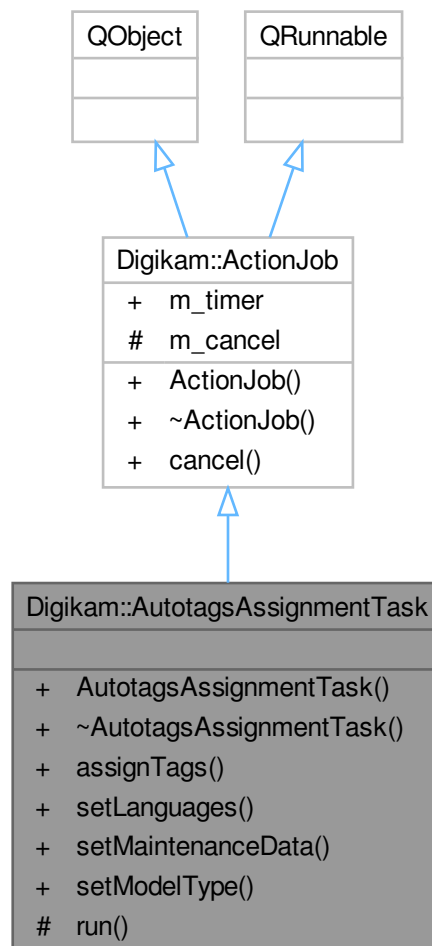 QObject
QRunnable
Digikam::ActionJob
+ m_timer
# m_cancel
+ ActionJob()
+ ~ActionJob()
+ cancel()
Digikam::AutotagsAssignmentTask
+ AutotagsAssignmentTask()
+ ~AutotagsAssignmentTask()
+ assignTags()
+ setLanguages()
+ setMaintenanceData()
+ setModelType()
# run()